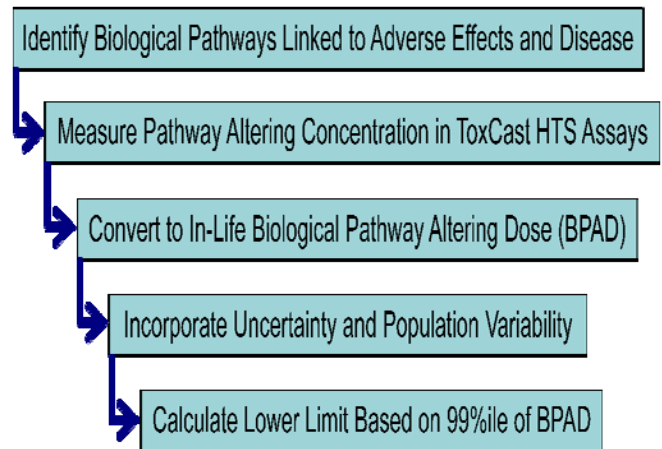 Identify Biological Pathways Linked to Adverse Effects and Disease
Measure Pathway Altering Concentration in ToxCast HTS Assays
Convert to In-Life Biological Pathway Altering Dose (BPAD)
Incorporate Uncertainty and Population Variability
Calculate Lower Limit Based on 99%ile of BPAD